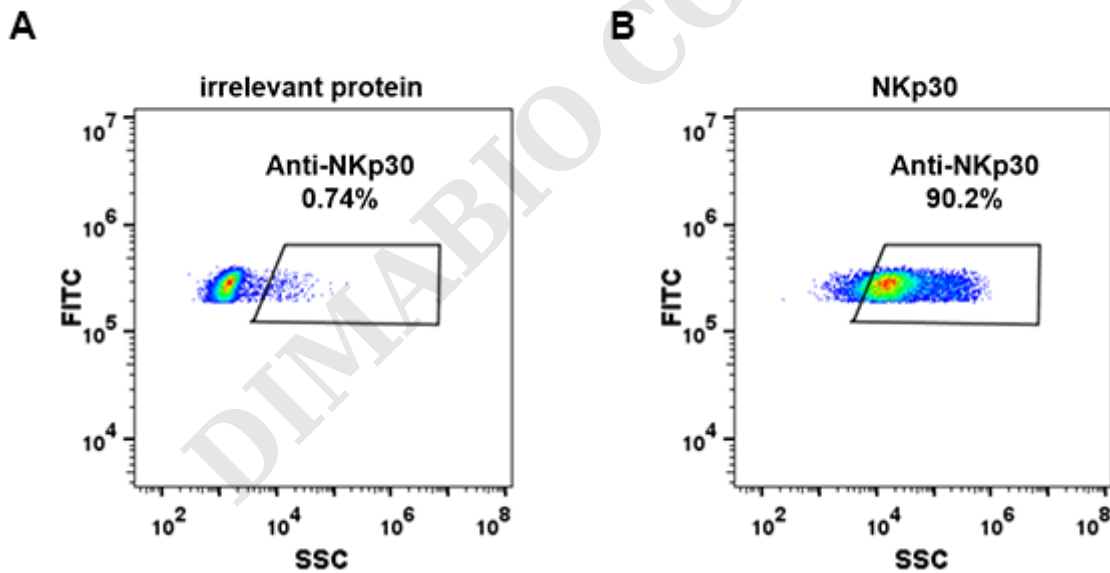 A
irrelevant protein
Anti-NKp30
0.74%
10^7
10^6
10^5
10^4
FITC
10^2
10^4
10^6
10^8
SSC
B
NKp30
Anti-NKp30
90.2%
10^7
10^6
10^5
10^4
FITC
10^2
10^4
10^6
10^8
SSC
DIMABIO CO